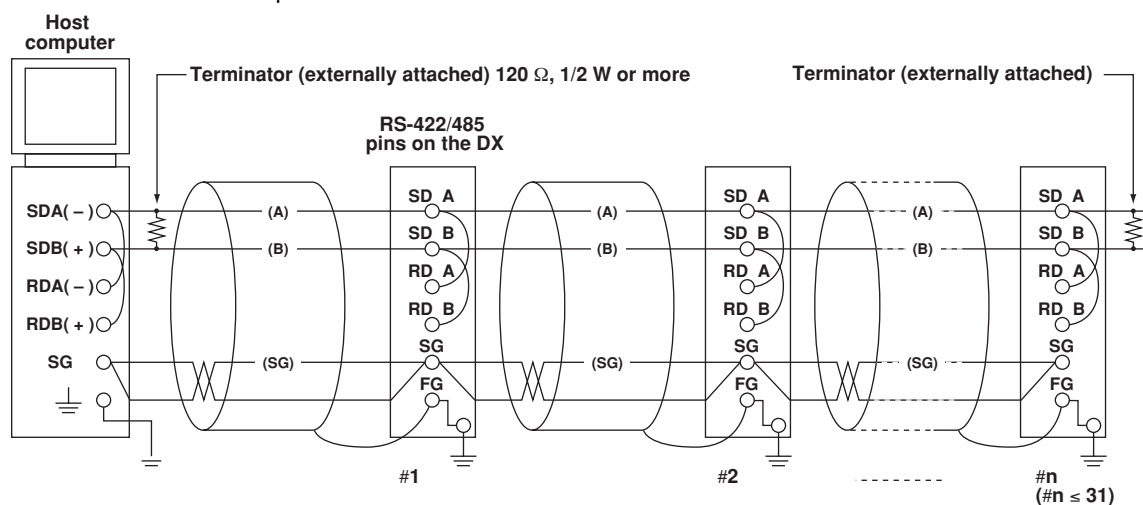 Host
computer
Terminator (externally attached) 120 Ω, 1/2 W or more
Terminator (externally attached)
RS-422/485
pins on the DX
SDA( – )
SDB( + )
RDA( – )
RDB( + )
SG
(A)
(B)
(SG)
SD A
SD B
RD A
RD B
SG
FG
#1
(A)
(B)
(SG)
SD A
SD B
RD A
RD B
SG
FG
#2
(A)
(B)
(SG)
SD A
SD B
RD A
RD B
SG
FG
#n
(#n ≤ 31)